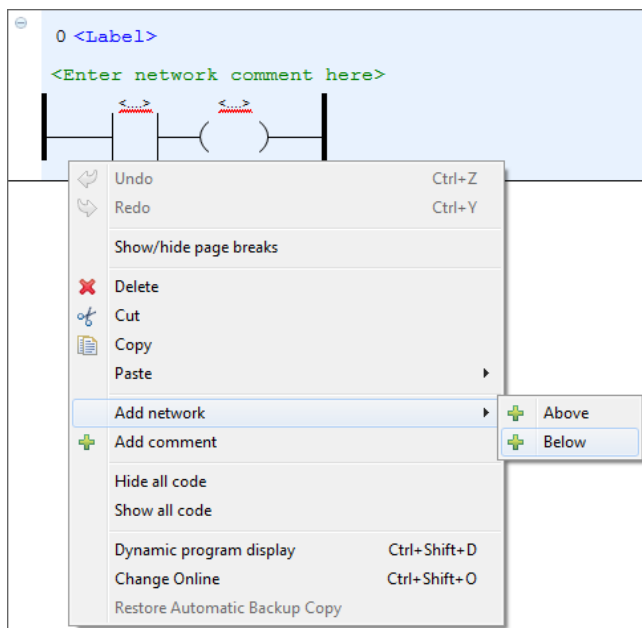 0 <Label>
<Enter network comment here>
<...> <...>
Undo Ctrl+Z
Redo Ctrl+Y
Show/hide page breaks
Delete
Cut
Copy
Paste
Add network
Above
Add comment
Below
Hide all code
Show all code
Dynamic program display Ctrl+Shift+D
Change Online Ctrl+Shift+O
Restore Automatic Backup Copy